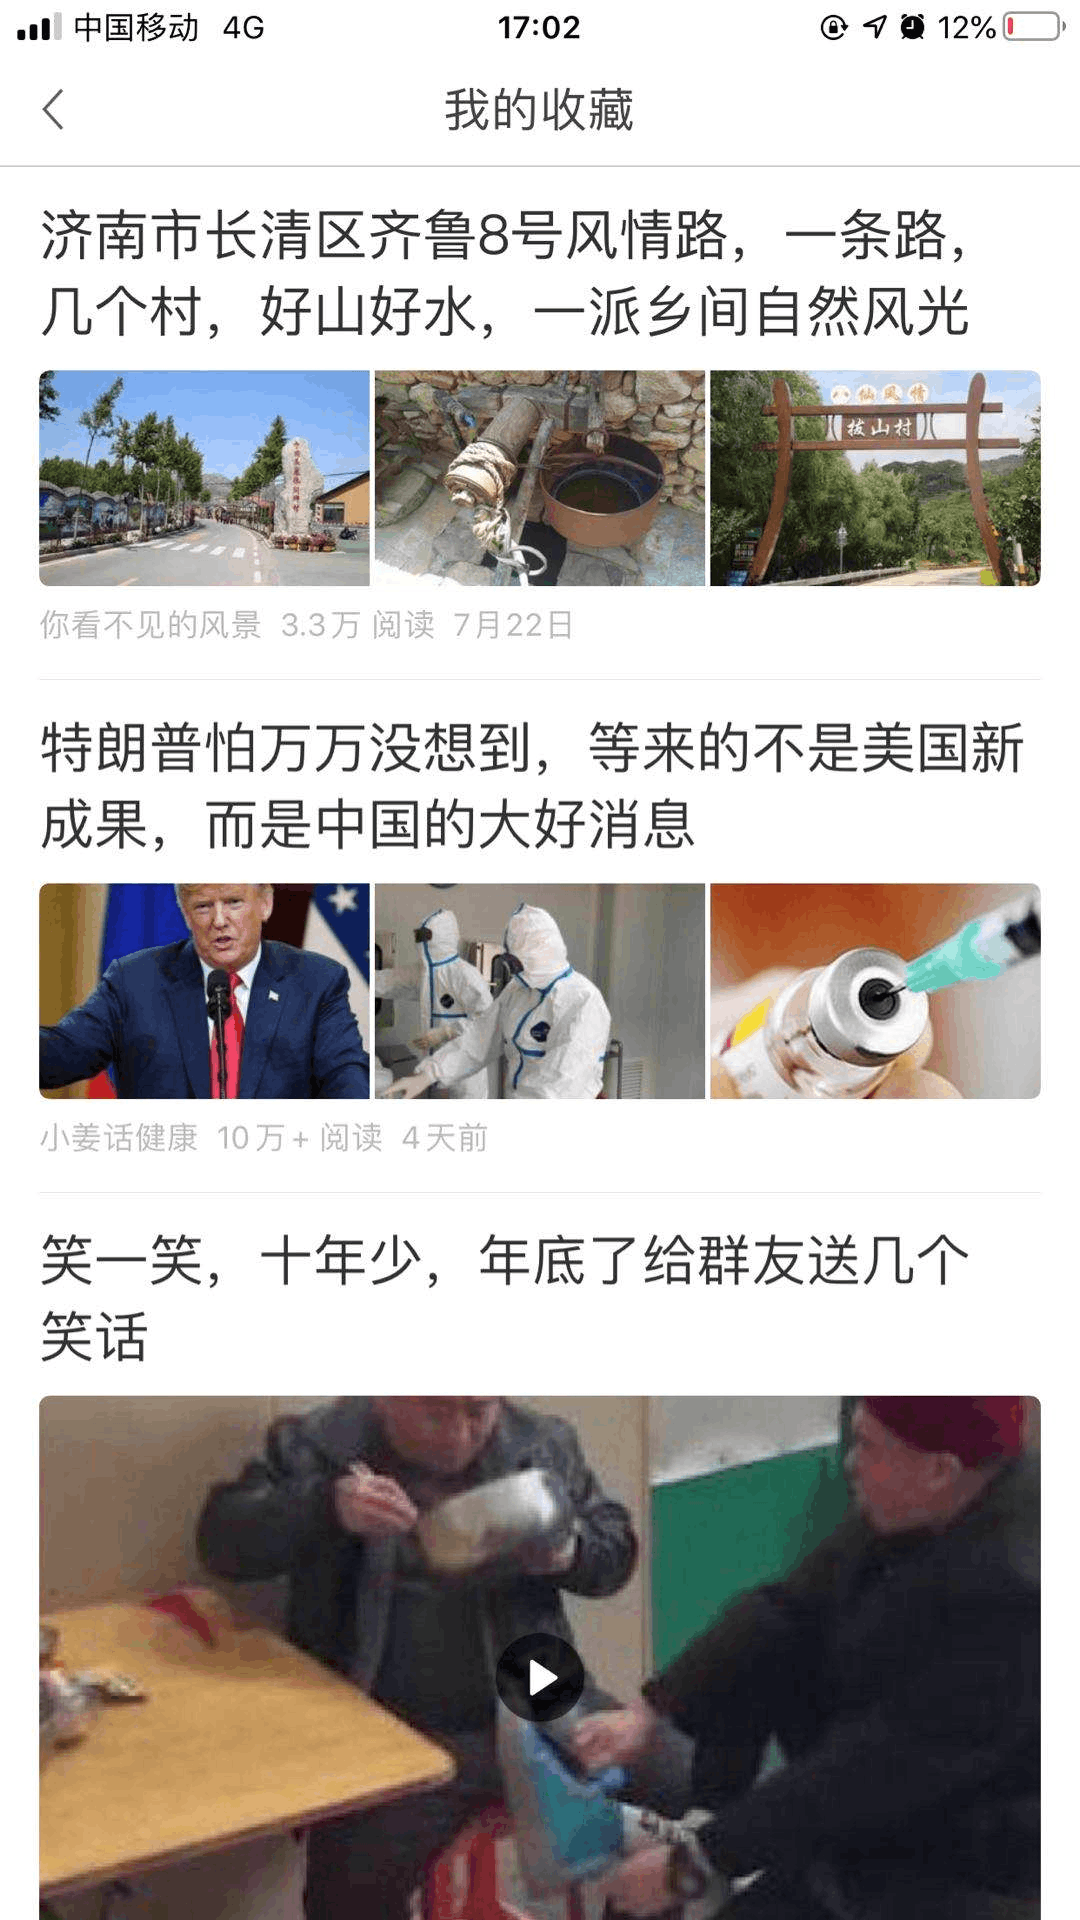 中国移动 4G 17:02 12%
我的收藏
济南市长清区齐鲁8号风情路，一条路，
几个村，好山好水，一派乡间自然风光
八仙风情
拔山村
你看不见的风景 3.3万 阅读 7月22日
特朗普怕万万没想到，等来的不是美国新
成果，而是中国的大好消息
小姜话健康 10万+ 阅读 4天前
笑一笑，十年少，年底了给群友送几个
笑话